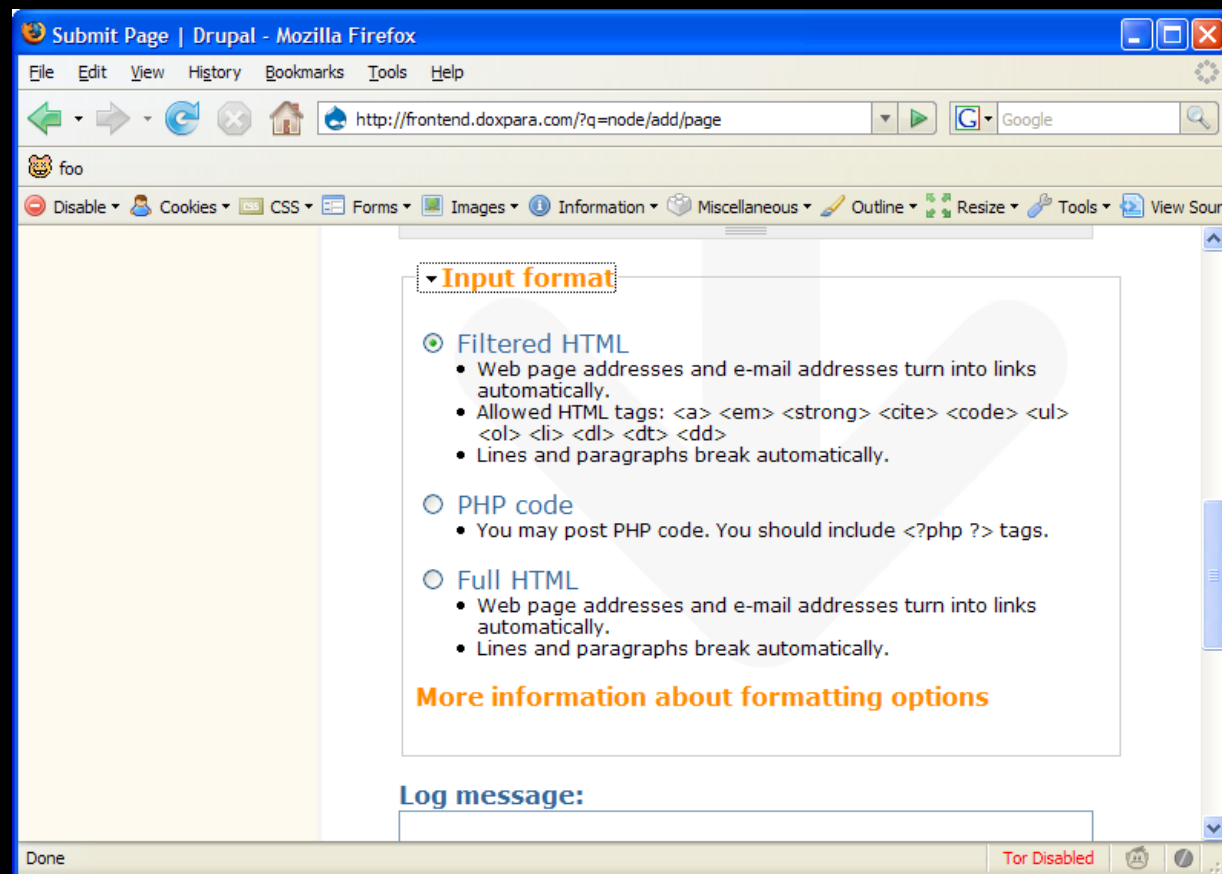 Submit Page | Drupal - Mozilla Firefox
File Edit View History Bookmarks Tools Help
http://frontend.doxpara.com/?q=node/add/page G Google
foo
Disable Cookies CSS CSS Forms Images Information Miscellaneous Outline Resize Tools View Sour
Input format
Filtered HTML
• Web page addresses and e-mail addresses turn into links
automatically.
• Allowed HTML tags: <a> <em> <strong> <cite> <code> <ul>
<ol> <li> <dl> <dt> <dd>
• Lines and paragraphs break automatically.
PHP code
• You may post PHP code. You should include <?php ?> tags.
Full HTML
• Web page addresses and e-mail addresses turn into links
automatically.
• Lines and paragraphs break automatically.
More information about formatting options
Log message:
Done Tor Disabled